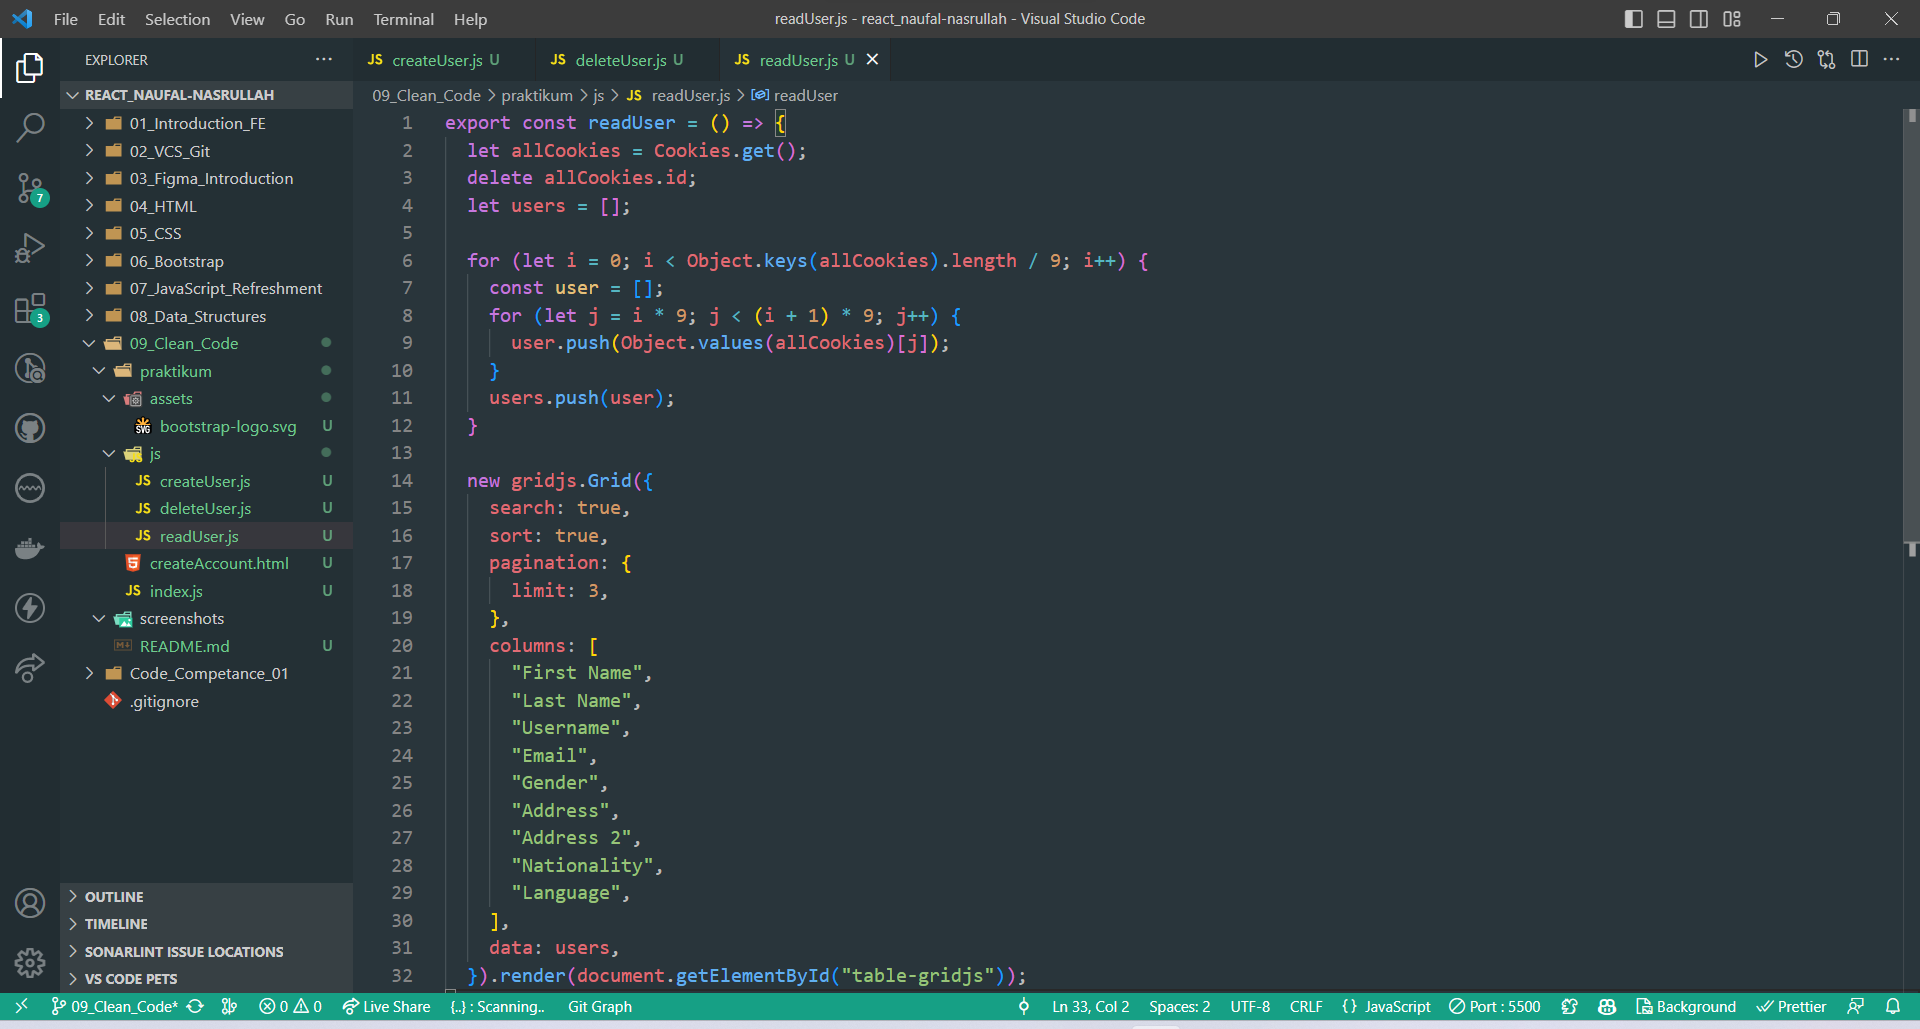 File Edit Selection View Go Run Terminal Help
readUser.js - react_naufal-nasrullah - Visual Studio Code
EXPLORER
REACT_NAUFAL-NASRULLAH
01_Introduction_FE
02_VCS_Git
03_Figma_Introduction
04_HTML
05_CSS
06_Bootstrap
07_JavaScript_Refreshment
08_Data_Structures
09_Clean_Code
praktikum
assets
SVG bootstrap-logo.svg U
js
JS createUser.js U
JS deleteUser.js U
JS readUser.js U
5 createAccount.html U
JS index.js U
screenshots
README.md U
Code_Competance_01
.gitignore
OUTLINE
TIMELINE
SONARLINT ISSUE LOCATIONS
VS CODE PETS
7
3
JS createUser.js U JS deleteUser.js U JS readUser.js U
09_Clean_Code > praktikum > js > JS readUser.js > readUser
1 export const readUser = () => {
2 let allCookies = Cookies.get();
3 delete allCookies.id;
4 let users = [];
5
6 for (let i = 0; i < Object.keys(allCookies).length / 9; i++) {
7 const user = [];
8 for (let j = i * 9; j < (i + 1) * 9; j++) {
9 user.push(Object.values(allCookies)[j]);
10 }
11 users.push(user);
12 }
13
14 new gridjs.Grid({
15 search: true,
16 sort: true,
17 pagination: {
18 limit: 3,
19 },
20 columns: [
21 "First Name",
22 "Last Name",
23 "Username",
24 "Email",
25 "Gender",
26 "Address",
27 "Address 2",
28 "Nationality",
29 "Language",
30 ],
31 data: users,
32 }).render(document.getElementById("table-gridjs"));
09_Clean_Code* 0 0 Live Share {..} : Scanning.. Git Graph Ln 33, Col 2 Spaces: 2 UTF-8 CRLF {} JavaScript Port : 5500 Background Prettier